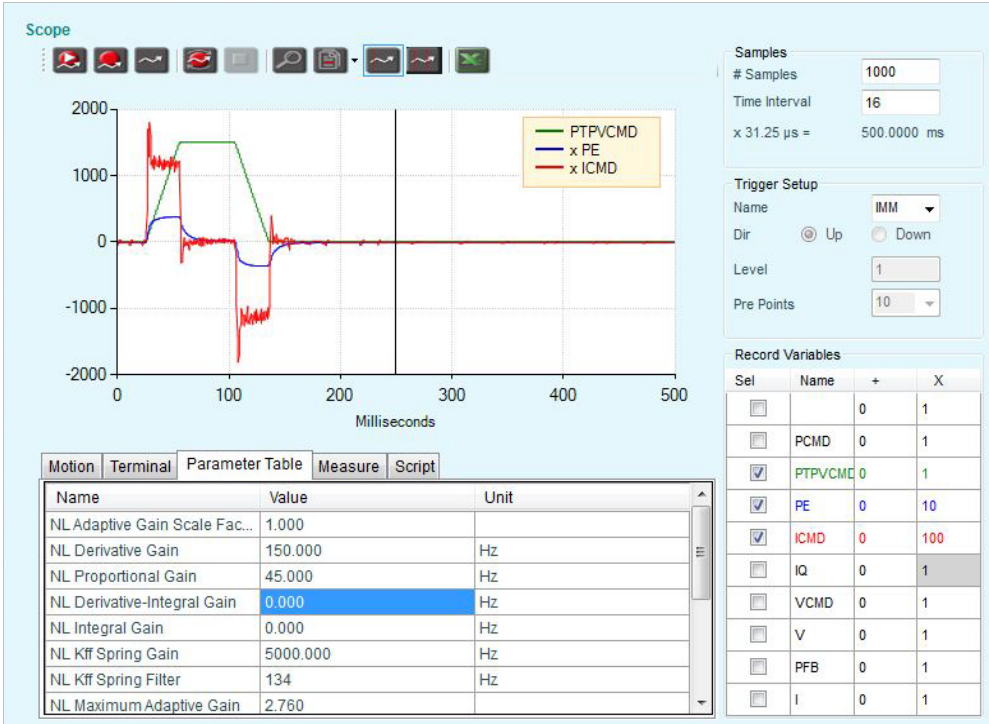 Scope
2000
1000
0
-1000
-2000
0 100 200 300 400 500
Milliseconds
PTPVCMD
x PE
x ICMD
Motion Terminal Parameter Table Measure Script
Name Value Unit
NL Adaptive Gain Scale Fac... 1.000
NL Derivative Gain 150.000 Hz
NL Proportional Gain 45.000 Hz
NL Derivative-Integral Gain 0.000 Hz
NL Integral Gain 0.000 Hz
NL Kff Spring Gain 5000.000 Hz
NL Kff Spring Filter 134 Hz
NL Maximum Adaptive Gain 2.760
Samples
# Samples 1000
Time Interval 16
x 31.25 µs = 500.0000 ms
Trigger Setup
Name IMM
Dir Up Down
Level 1
Pre Points 10
Record Variables
Sel Name + X
0 1
PCMD 0 1
PTPVCMD 0 1
PE 0 10
ICMD 0 100
IQ 0 1
VCMD 0 1
V 0 1
PFB 0 1
I 0 1